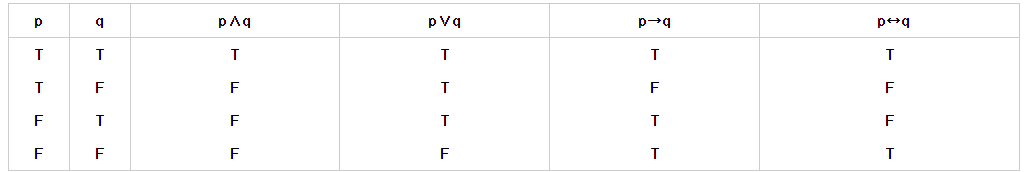 p q p∧q p∨q p→q p↔q
T T T T T T
T F F T F F
F T F T T F
F F F F T T